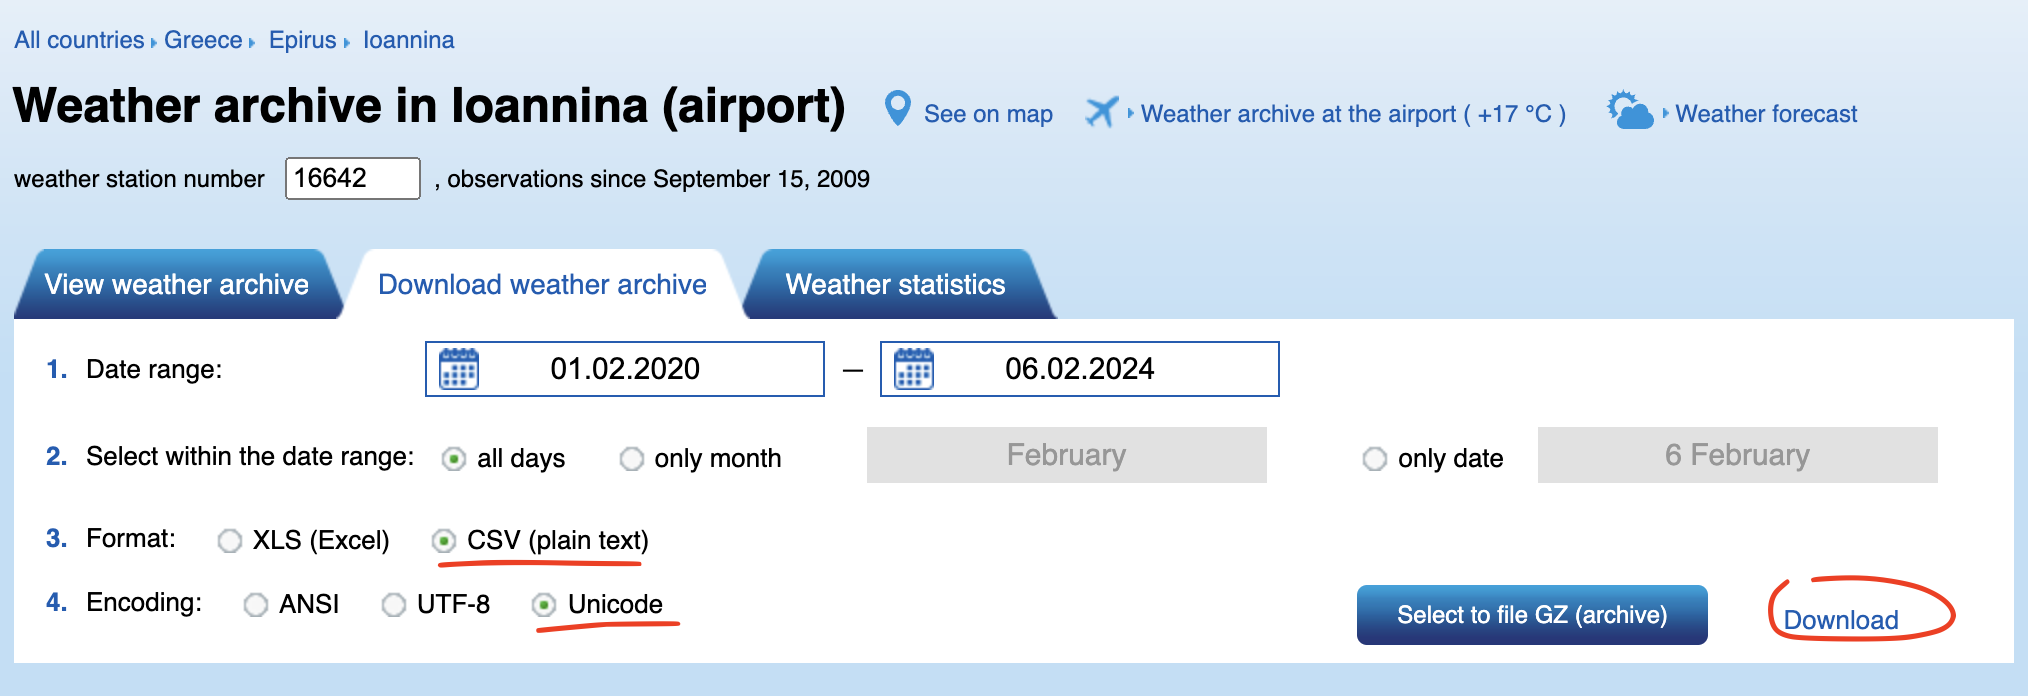 All countries Greece Epirus Ioannina
Weather archive in Ioannina (airport) See on map Weather archive at the airport ( +17 °C ) Weather forecast
weather station number 16642 , observations since September 15, 2009
View weather archive Download weather archive Weather statistics
1. Date range: 01.02.2020 – 06.02.2024
2. Select within the date range: all days only month February only date 6 February
3. Format: XLS (Excel) CSV (plain text)
4. Encoding: ANSI UTF-8 Unicode Select to file GZ (archive) Download